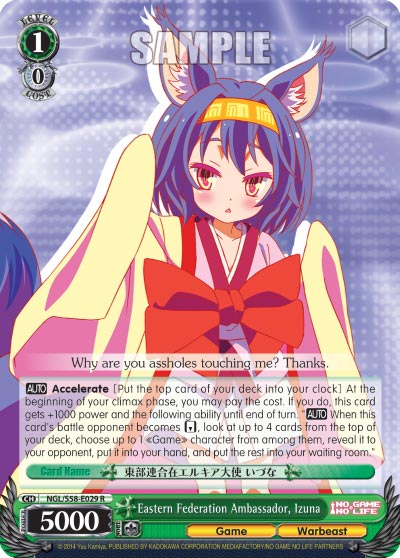 LEVEL
1
0
COST
SAMPLE
Why are you assholes touching me? Thanks.
AUTO Accelerate [Put the top card of your deck into your clock] At the
beginning of your climax phase, you may pay the cost. If you do, this card
gets +1000 power and the following ability until end of turn. AUTO When this
card's battle opponent becomes [ ], look at up to 4 cards from the top of
your deck, choose up to 1 <Game> character from among them, reveal it to
your opponent, put it into your hand, and put the rest into your waiting room."
Card Name
東部連合在エルキア大使 いづな
CH NGL/S58-E029 R
POWER
5000
Eastern Federation Ambassador, Izuna
NO GAME
NO LIFE
Game
Warbeast
© 2014 Yuu Kamiya, PUBLISHED BY KADOKAWA CORPORATION MEDIAFACTORY/NO GAME NO LIFE PARTNERS